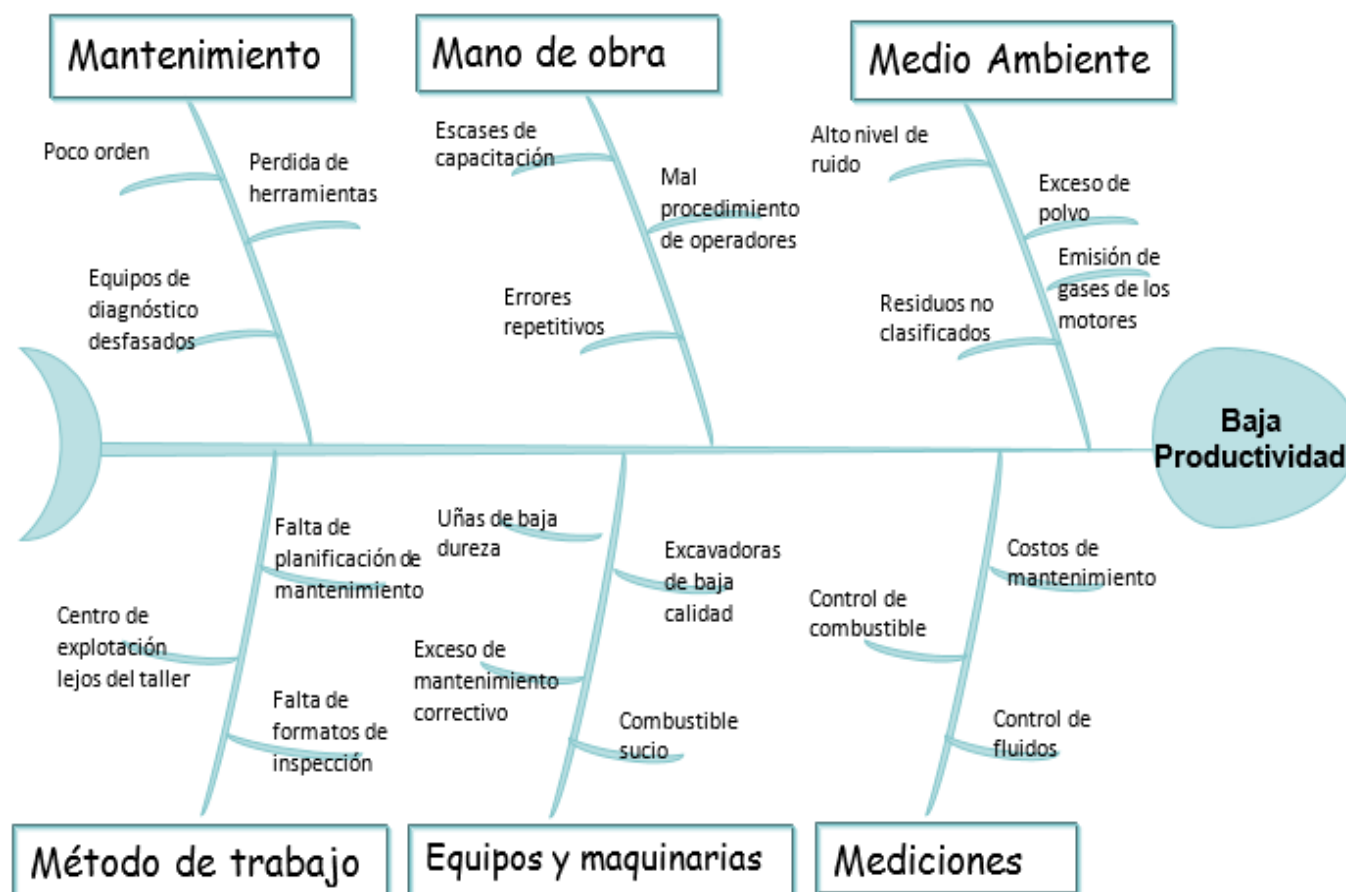 Mantenimiento
Mano de obra
Medio Ambiente
Poco orden
Perdida de
herramientas
Equipos de
diagnóstico
desfasados
Escases de
capacitación
Mal
procedimiento
de operadores
Errores
repetitivos
Alto nivel de
ruido
Exceso de
polvo
Emisión de
gases de los
motores
Residuos no
clasificados
Baja
Productividad
Falta de
planificación de
mantenimiento
Centro de
explotación
lejos del taller
Falta de
formatos de
inspección
Uñas de baja
dureza
Excavadoras
de baja
calidad
Exceso de
mantenimiento
correctivo
Combustible
sucio
Costos de
mantenimiento
Control de
combustible
Control de
fluidos
Método de trabajo
Equipos y maquinarias
Mediciones